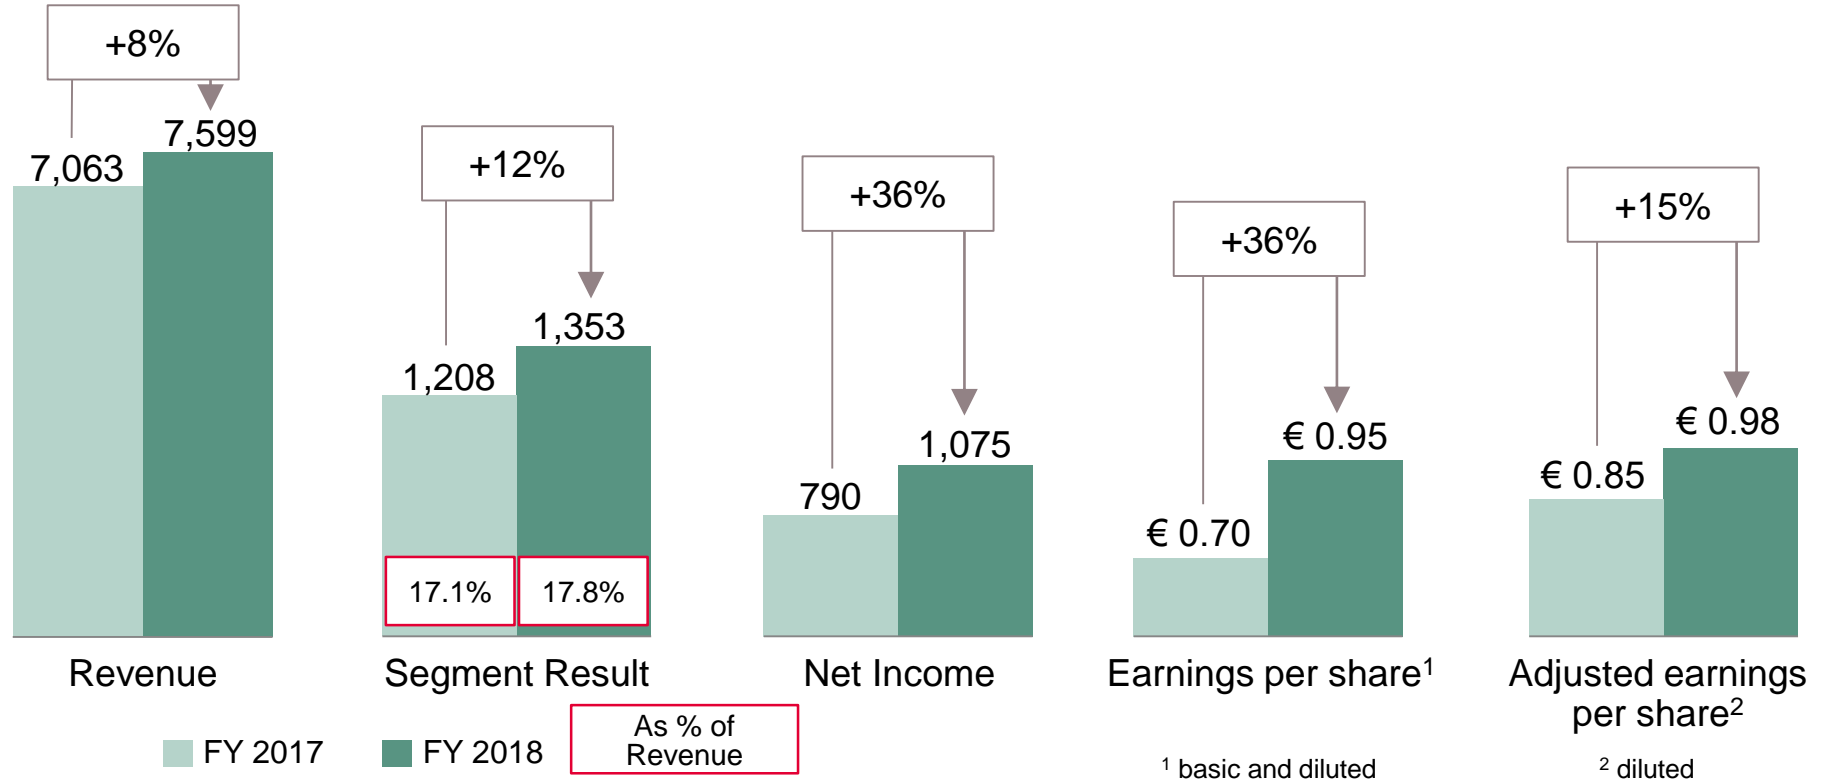 +8%
7,063
7,599
Revenue
+12%
1,208
1,353
17.1%
17.8%
Segment Result
+36%
790
1,075
Net Income
+36%
€ 0.70
€ 0.95
Earnings per share¹
+15%
€ 0.85
€ 0.98
Adjusted earnings
per share²
FY 2017
FY 2018
As % of
Revenue
¹ basic and diluted
² diluted